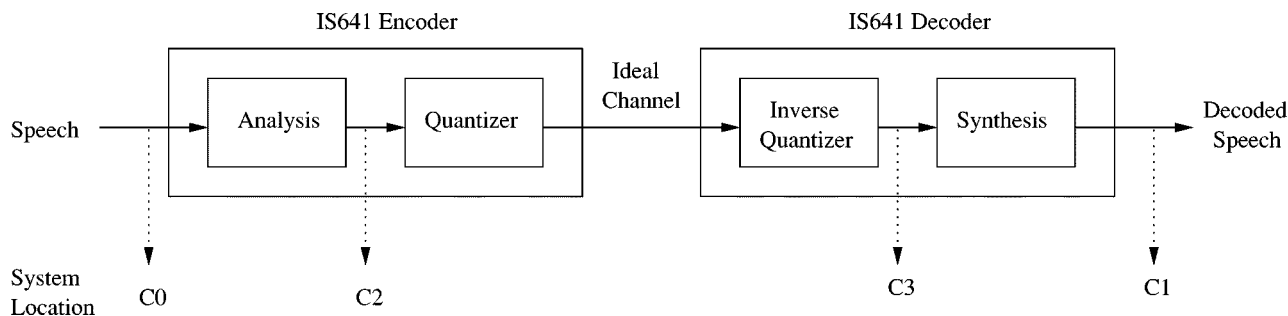 IS641 Encoder
IS641 Decoder
Ideal
Channel
Speech
Analysis
Quantizer
Inverse
Quantizer
Synthesis
Decoded
Speech
System
Location
C0
C2
C3
C1